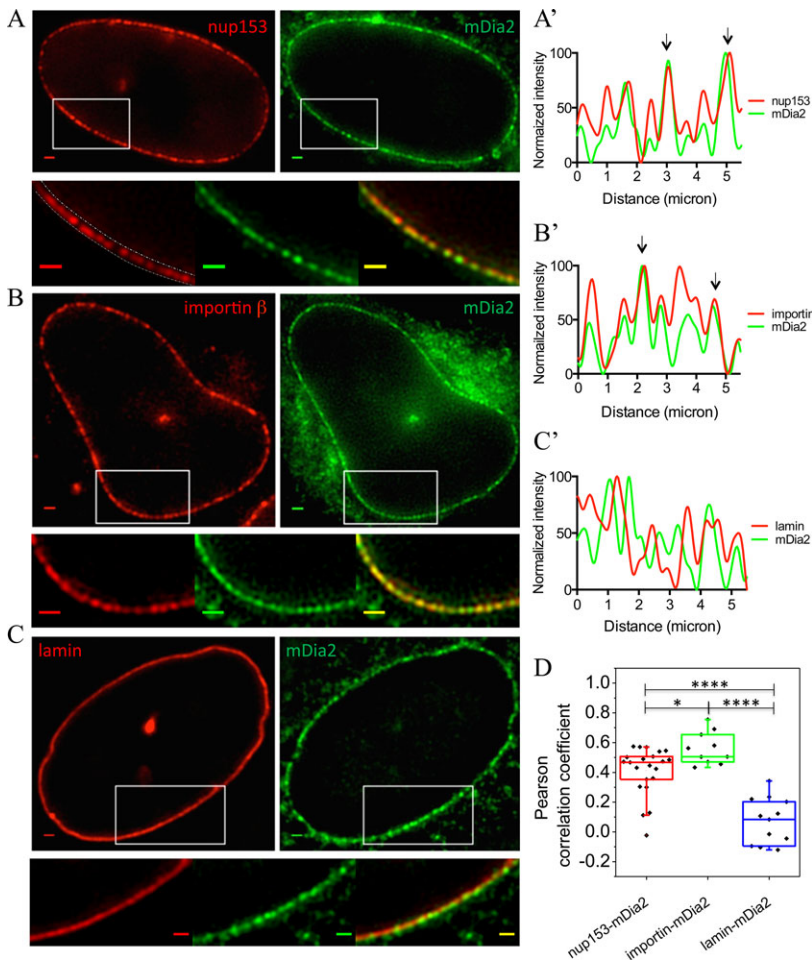 A
nup153
mDia2
A'
Normaized intensity
100
50
0
0 1 2 3 4 5
Distance (micron)
nup153
mDia2
B
importin β
mDia2
B'
Normaized intensity
100
50
0
0 1 2 3 4 5
Distance (micron)
importin
mDia2
C
lamin
mDia2
C'
Normalized intensity
100
50
0
0 1 2 3 4 5
Distance (micron)
lamin
mDia2
D
Pearson
correlation coefficient
1.0
0.8
0.6
0.4
0.2
0.0
-0.2
****
* ****
nup153-mDia2
importin-mDia2
lamin-mDia2